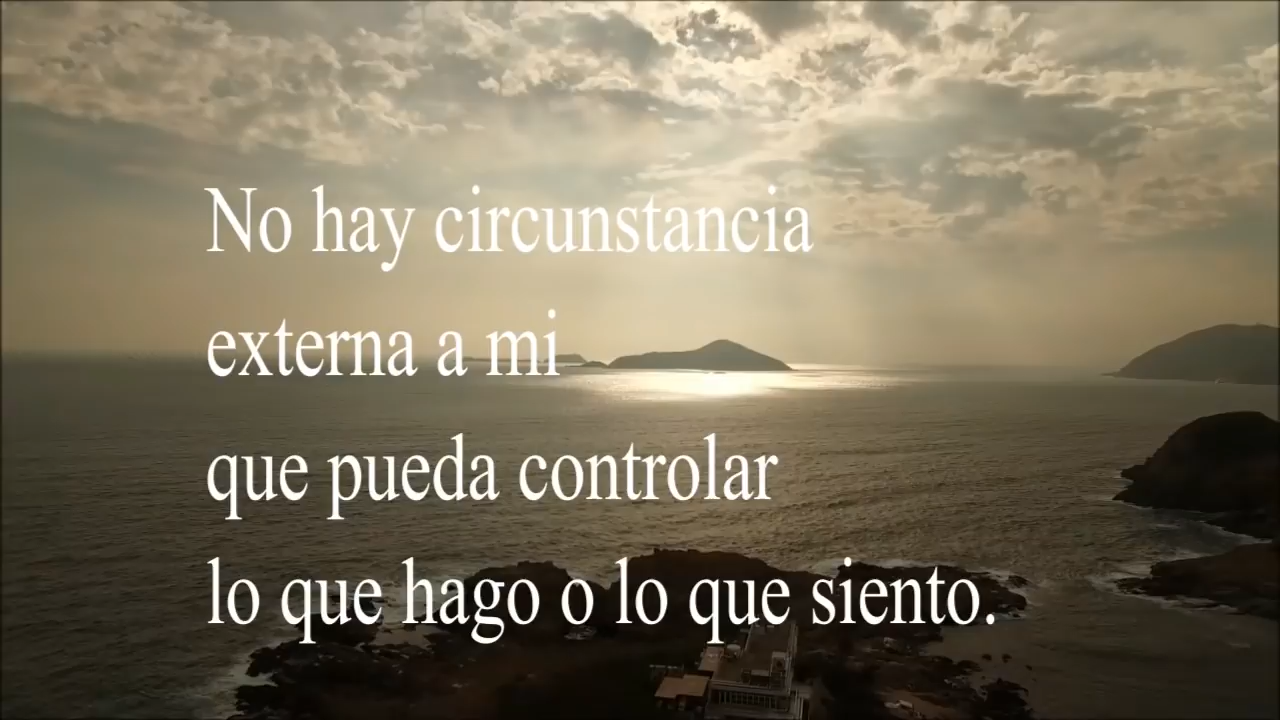 No hay circunstancia
externa a mi
que pueda controlar
lo que hago o lo que siento.